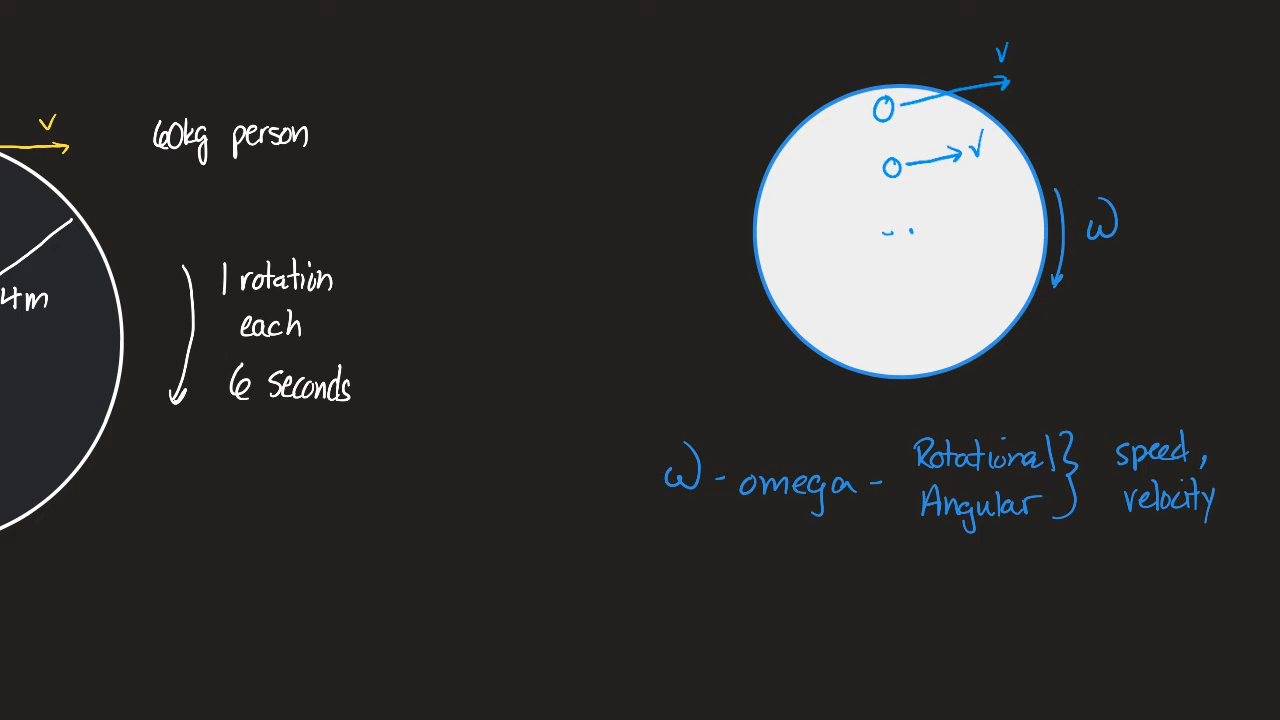 v
60kg person
4m
1 rotation
each
6 seconds
v
v
ω
ω - omega - Rotational } speed,
Angular velocity